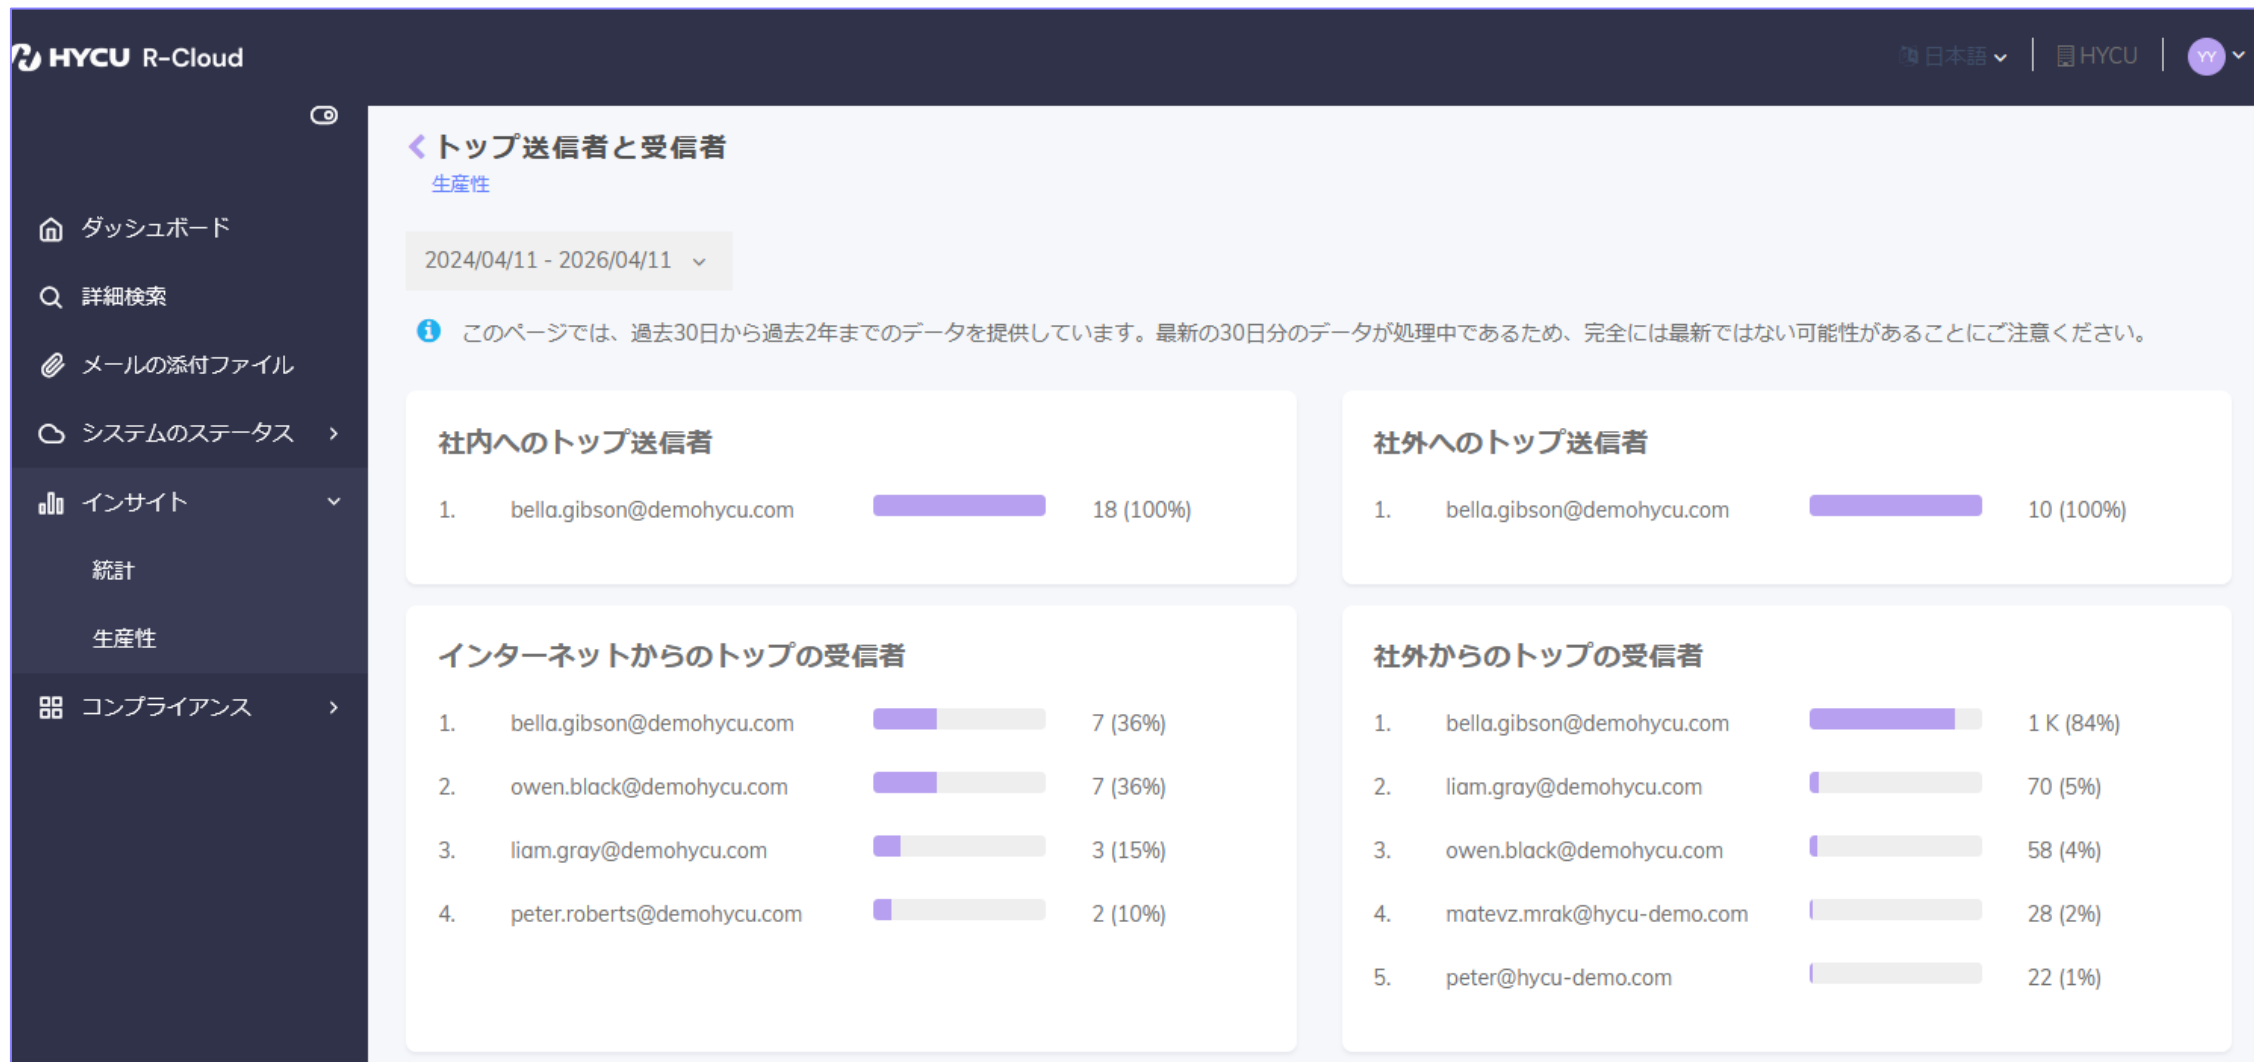 HYCU R-Cloud
日本語
HYCU
YY
トップ送信者と受信者
生産性
ダッシュボード
詳細検索
メールの添付ファイル
システムのステータス
インサイト
統計
生産性
コンプライアンス
2024/04/11 - 2026/04/11
このページでは、過去30日から過去2年までのデータを提供しています。最新の30日分のデータが処理中であるため、完全には最新ではない可能性があることにご注意ください。
社内へのトップ送信者
1. bella.gibson@demohycu.com 18 (100%)
社外へのトップ送信者
1. bella.gibson@demohycu.com 10 (100%)
インターネットからのトップの受信者
1. bella.gibson@demohycu.com 7 (36%)
2. owen.black@demohycu.com 7 (36%)
3. liam.gray@demohycu.com 3 (15%)
4. peter.roberts@demohycu.com 2 (10%)
社外からのトップの受信者
1. bella.gibson@demohycu.com 1 K (84%)
2. liam.gray@demohycu.com 70 (5%)
3. owen.black@demohycu.com 58 (4%)
4. matevz.mrak@hycu-demo.com 28 (2%)
5. peter@hycu-demo.com 22 (1%)